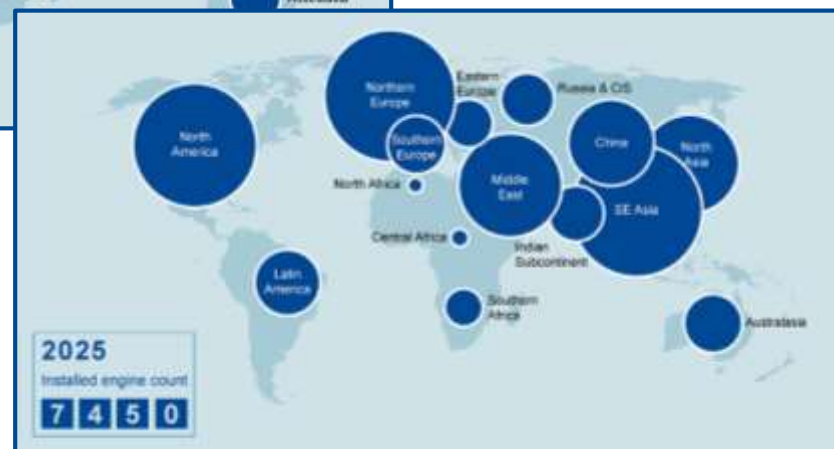 Australasia
Northern
Europe
Eastern
Europe
Russia & CIS
North
America
Southern
Europe
China
North
Asia
North Africa
Middle
East
SE Asia
Central Africa
Indian
Subcontinent
Latin
America
Southern
Africa
Australasia
2025
Installed engine count
7 4 5 0